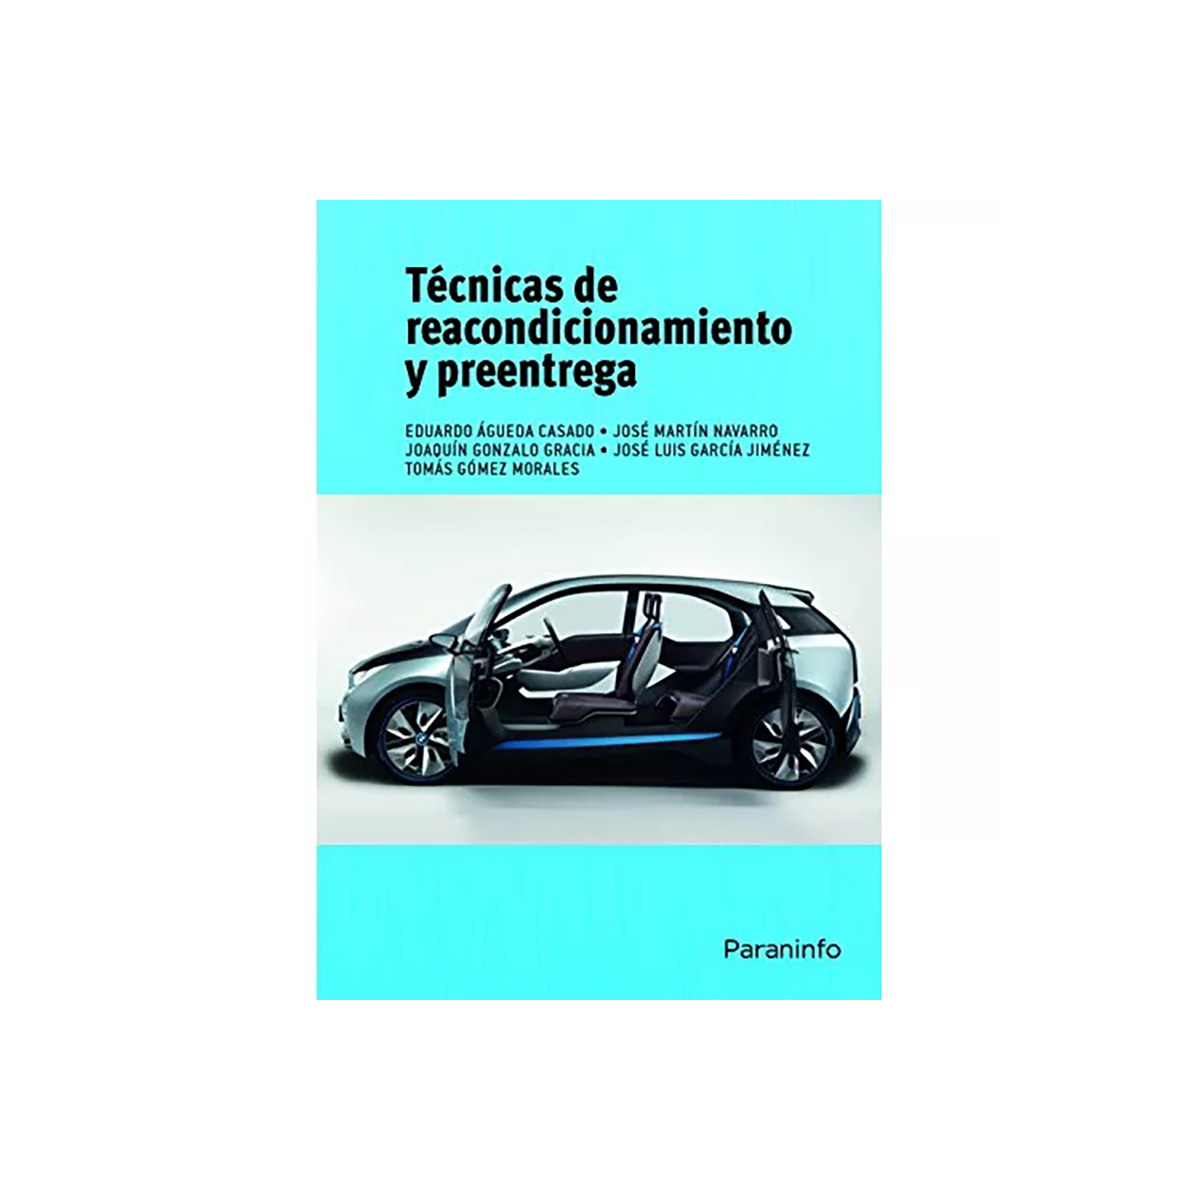 Técnicas de
reacondicionamiento
y preentrega
EDUARDO ÁGUEDA CASADO • JOSÉ MARTÍN NAVARRO
JOAQUÍN GONZALO GRACIA • JOSÉ LUIS GARCÍA JIMÉNEZ
TOMÁS GÓMEZ MORALES
Paraninfo